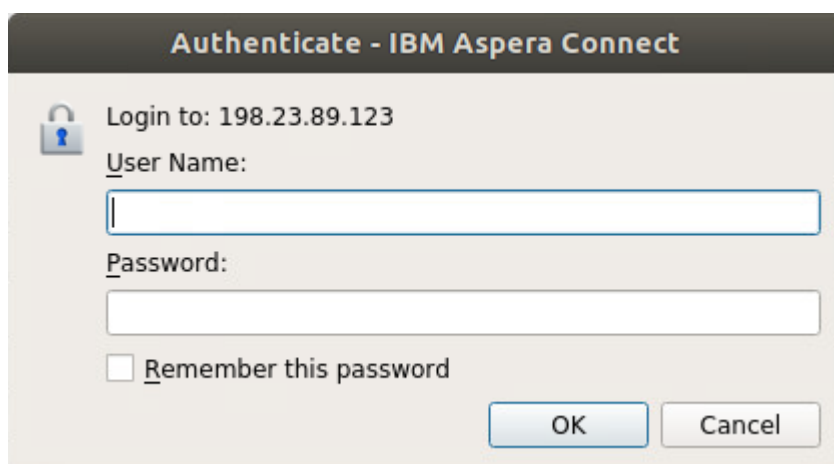 Authenticate - IBM Aspera Connect
Login to: 198.23.89.123
User Name:
Password:
Remember this password
OK Cancel